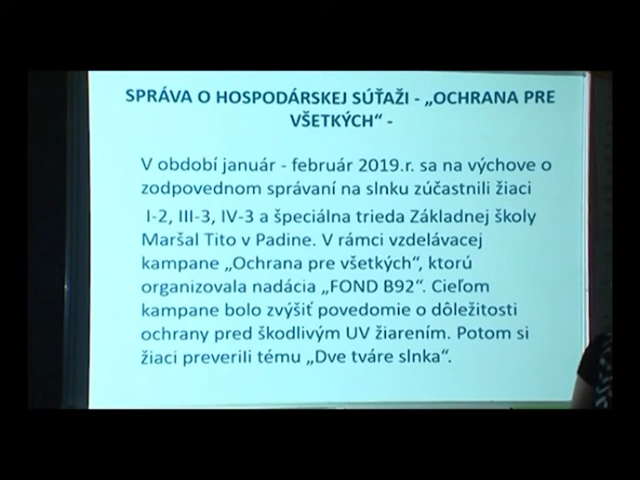 SPRÁVA O HOSPODÁRSKEJ SÚŤAŽI - „OCHRANA PRE
VŠETKÝCH“ -
V období január - február 2019.r. sa na výchove o
zodpovednom správaní na slnku zúčastnili žiaci
I-2, III-3, IV-3 a špeciálna trieda Základnej školy
Maršal Tito v Padine. V rámci vzdelávacej
kampane „Ochrana pre všetkých“, ktorú
organizovala nadácia „FOND B92“. Cieľom
kampane bolo zvýšiť povedomie o dôležitosti
ochrany pred škodlivým UV žiarením. Potom si
žiaci preverili tému „Dve tváre slnka“.